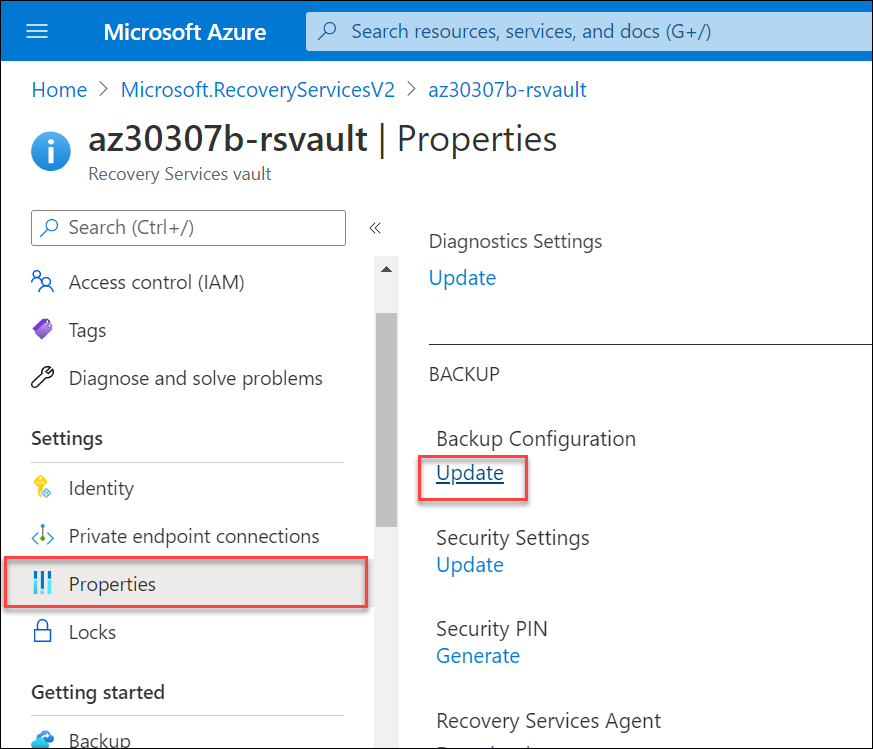 Microsoft Azure
Search resources, services, and docs (G+/)
Home > Microsoft.RecoveryServicesV2 > az30307b-rsvault
az30307b-rsvault | Properties
Recovery Services vault
Search (Ctrl+/)
Access control (IAM)
Tags
Diagnose and solve problems
Settings
Identity
Private endpoint connections
Properties
Locks
Getting started
Backup
Diagnostics Settings
Update
BACKUP
Backup Configuration
Update
Security Settings
Update
Security PIN
Generate
Recovery Services Agent